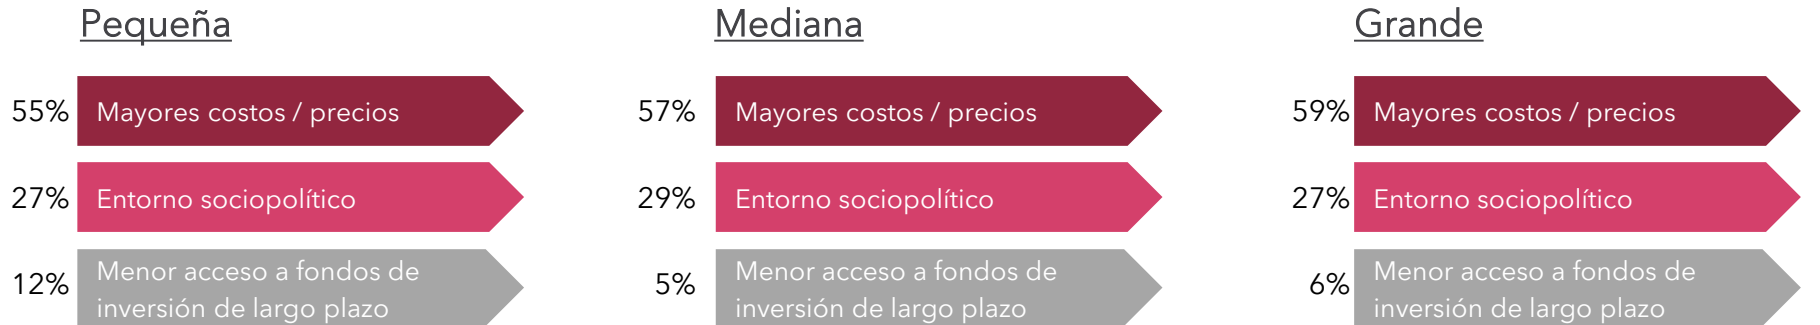 Pequeña
55% Mayores costos / precios
27% Entorno sociopolítico
12% Menor acceso a fondos de
inversión de largo plazo
Mediana
57% Mayores costos / precios
29% Entorno sociopolítico
5% Menor acceso a fondos de
inversión de largo plazo
Grande
59% Mayores costos / precios
27% Entorno sociopolítico
6% Menor acceso a fondos de
inversión de largo plazo